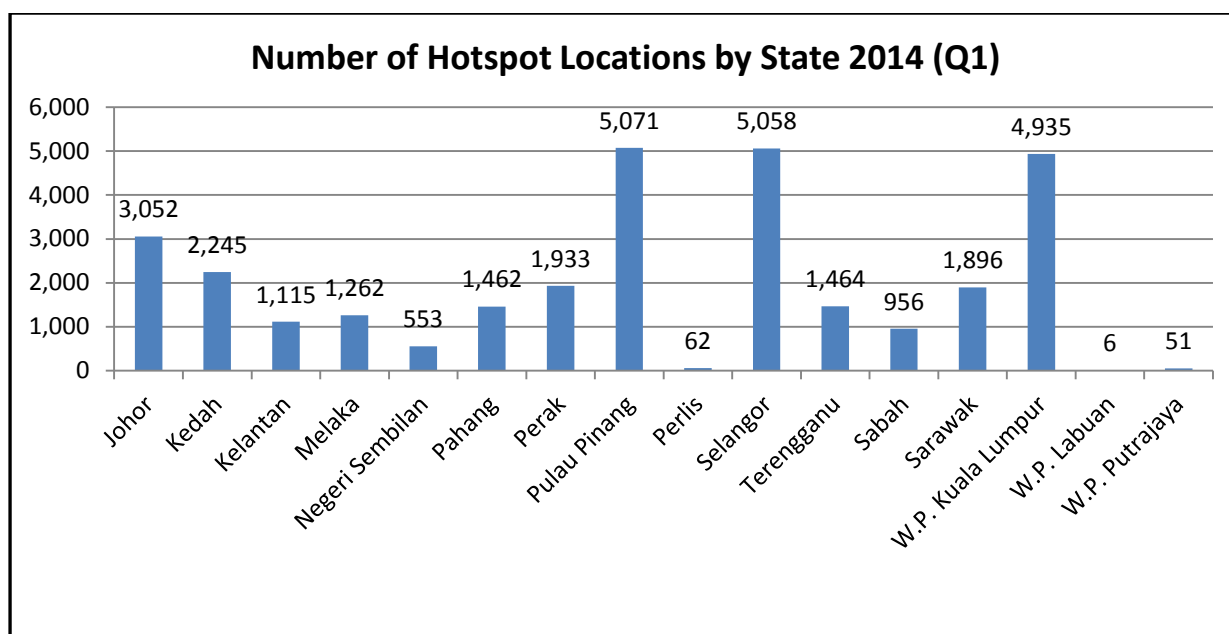 Number of Hotspot Locations by State 2014 (Q1)
6,000
5,000
4,000
3,000
2,000
1,000
0
3,052
2,245
1,115
1,262
553
1,462
1,933
5,071
62
5,058
1,464
956
1,896
4,935
6
51
Johor
Kedah
Kelantan
Melaka
Negeri Sembilan
Pahang
Perak
Pulau Pinang
Perlis
Selangor
Terengganu
Sabah
Sarawak
W.P. Kuala Lumpur
W.P. Labuan
W.P. Putrajaya